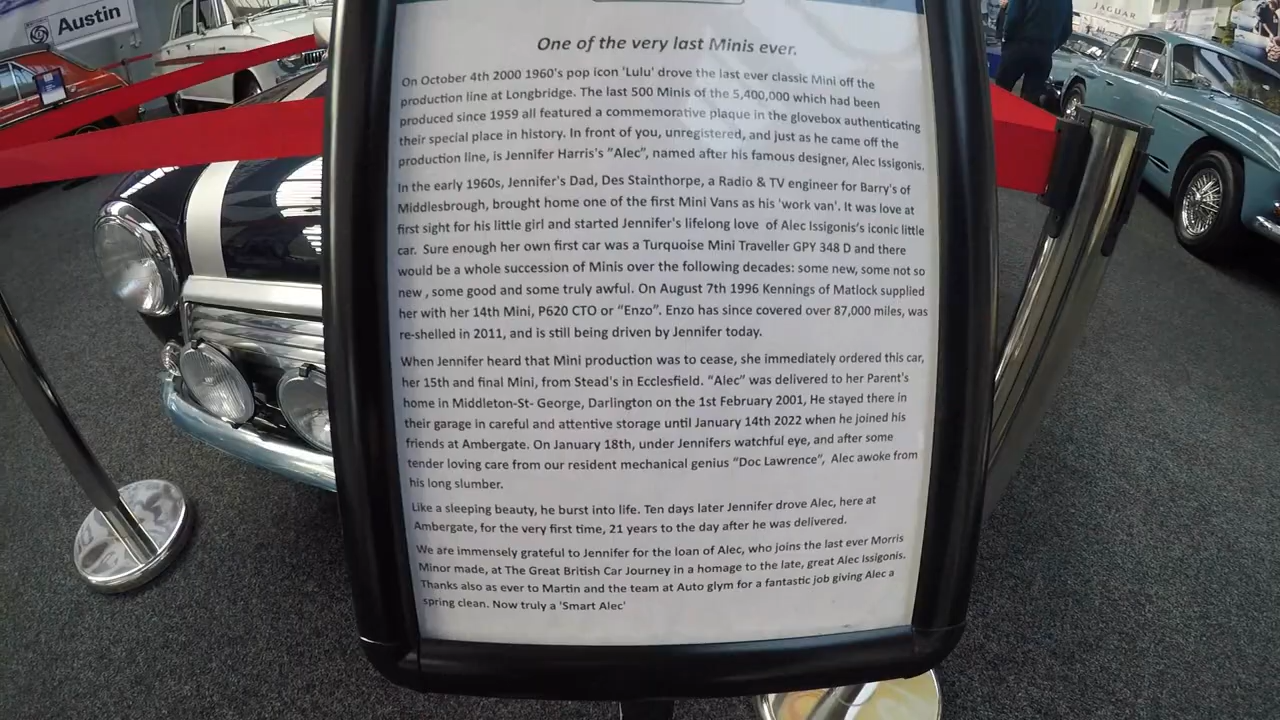 Austin
JAGUAR
One of the very last Minis ever.
On October 4th 2000 1960's pop icon 'Lulu' drove the last ever classic Mini off the
production line at Longbridge. The last 500 Minis of the 5,400,000 which had been
produced since 1959 all featured a commemorative plaque in the glovebox authenticating
their special place in history. In front of you, unregistered, and just as he came off the
production line, is Jennifer Harris's "Alec", named after his famous designer, Alec Issigonis.
In the early 1960s, Jennifer's Dad, Des Stainthorpe, a Radio & TV engineer for Barry's of
Middlesbrough, brought home one of the first Mini Vans as his 'work van'. It was love at
first sight for his little girl and started Jennifer's lifelong love of Alec Issigonis's iconic little
car. Sure enough her own first car was a Turquoise Mini Traveller GPY 348 D and there
would be a whole succession of Minis over the following decades: some new, some not so
new , some good and some truly awful. On August 7th 1996 Kennings of Matlock supplied
her with her 14th Mini, P620 CTO or "Enzo". Enzo has since covered over 87,000 miles, was
re-shelled in 2011, and is still being driven by Jennifer today.
When Jennifer heard that Mini production was to cease, she immediately ordered this car,
her 15th and final Mini, from Stead's in Ecclesfield. "Alec" was delivered to her Parent's
home in Middleton-St- George, Darlington on the 1st February 2001, He stayed there in
their garage in careful and attentive storage until January 14th 2022 when he joined his
friends at Ambergate. On January 18th, under Jennifers watchful eye, and after some
tender loving care from our resident mechanical genius "Doc Lawrence", Alec awoke from
his long slumber.
Like a sleeping beauty, he burst into life. Ten days later Jennifer drove Alec, here at
Ambergate, for the very first time, 21 years to the day after he was delivered.
We are immensely grateful to Jennifer for the loan of Alec, who joins the last ever Morris
Minor made, at The Great British Car Journey in a homage to the late, great Alec Issigonis.
Thanks also as ever to Martin and the team at Auto glym for a fantastic job giving Alec a
spring clean. Now truly a 'Smart Alec'